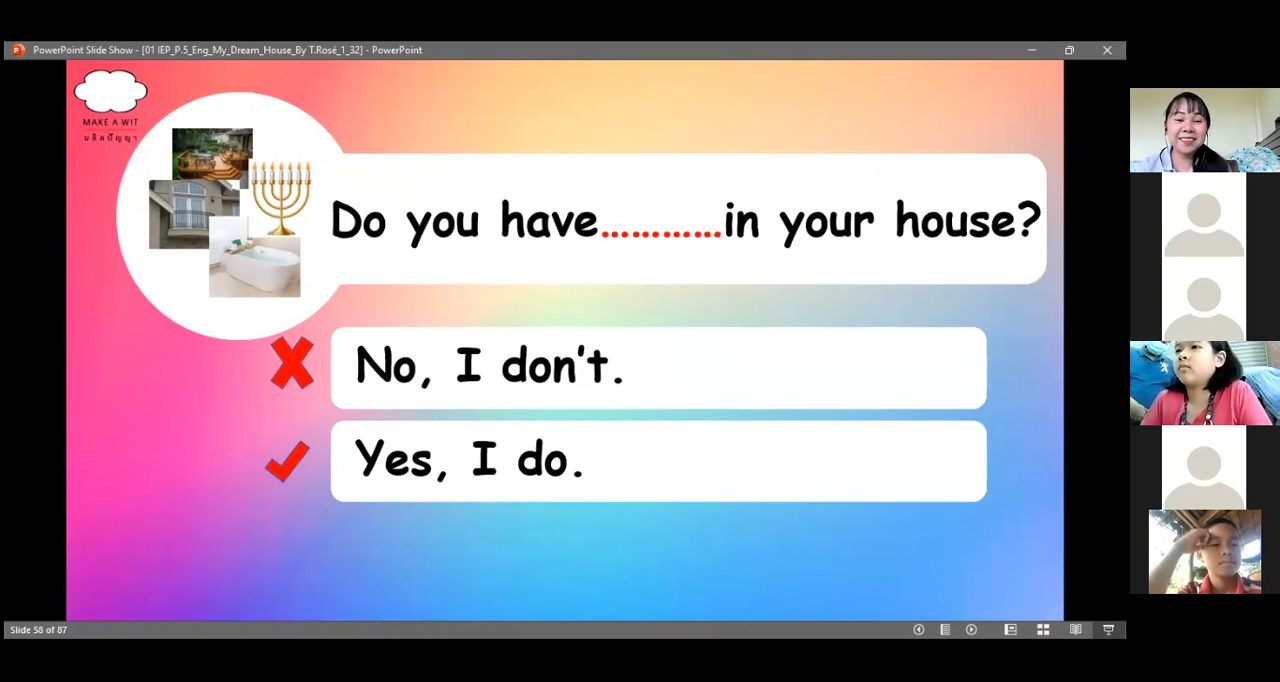 PowerPoint Slide Show - [01 IEP_P.5_Eng_My_Dream_House_By T.Rosé_1_32] - PowerPoint
MAKE A WIT
Do you have............in your house?
No, I don't.
Yes, I do.
Slide 58 of 87